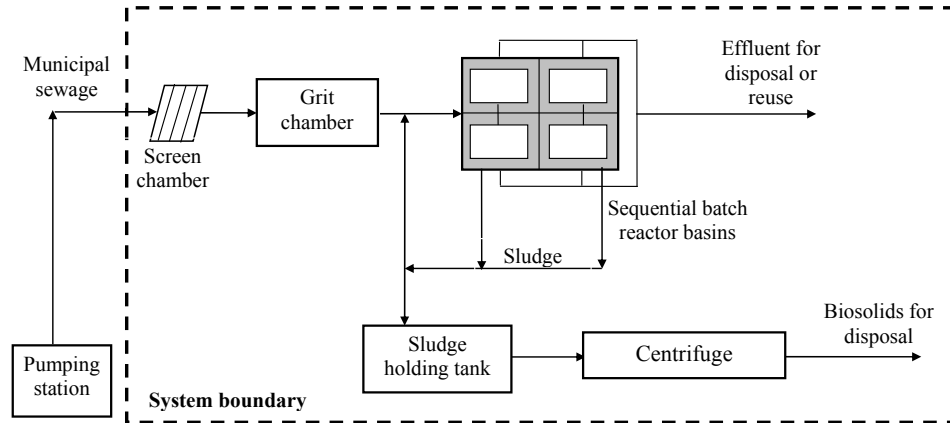 Municipal
sewage
Screen
chamber
Grit
chamber
Effluent for
disposal or
reuse
Sequential batch
reactor basins
Sludge
Pumping
station
Sludge
holding tank
Centrifuge
Biosolids for
disposal
System boundary